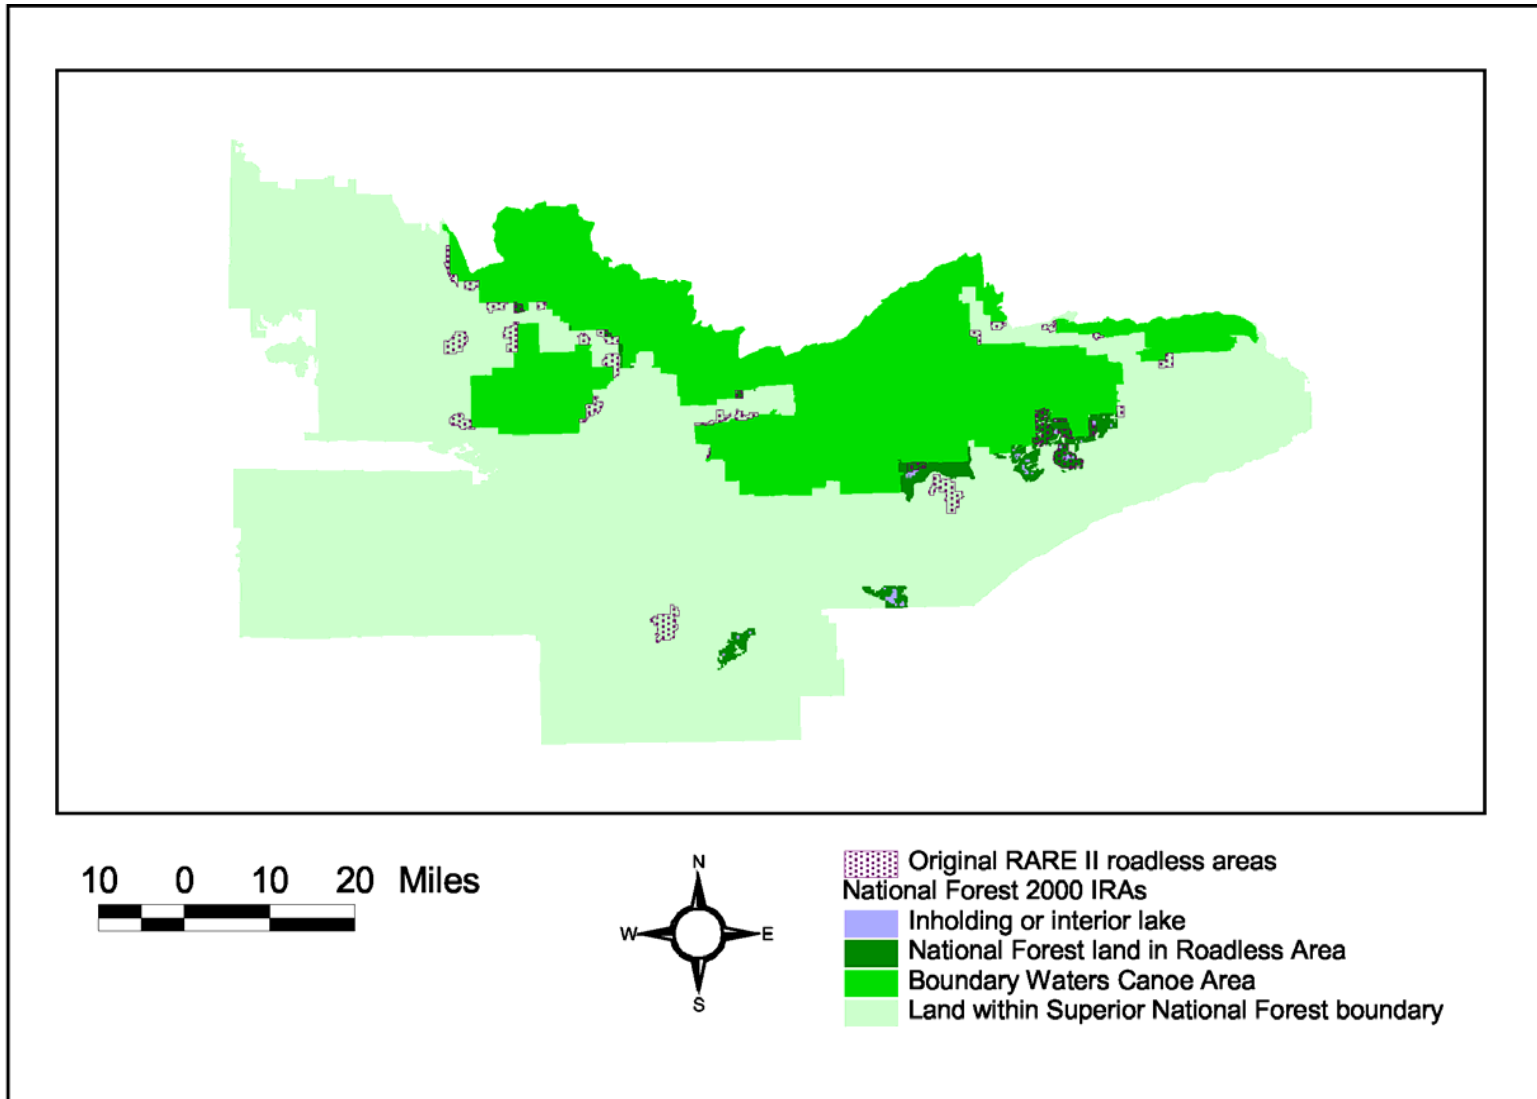 10 0 10 20 Miles
N
W E
S
Original RARE II roadless areas
National Forest 2000 IRAs
Inholding or interior lake
National Forest land in Roadless Area
Boundary Waters Canoe Area
Land within Superior National Forest boundary